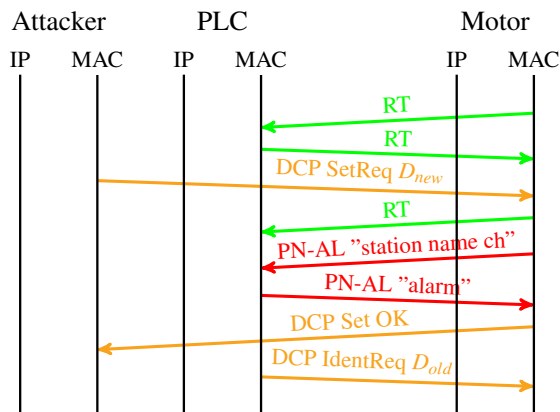 Attacker PLC Motor
IP MAC IP MAC IP MAC
RT
RT
DCP SetReq D_new
RT
PN-AL ”station name ch”
PN-AL ”alarm”
DCP Set OK
DCP IdentReq D_old